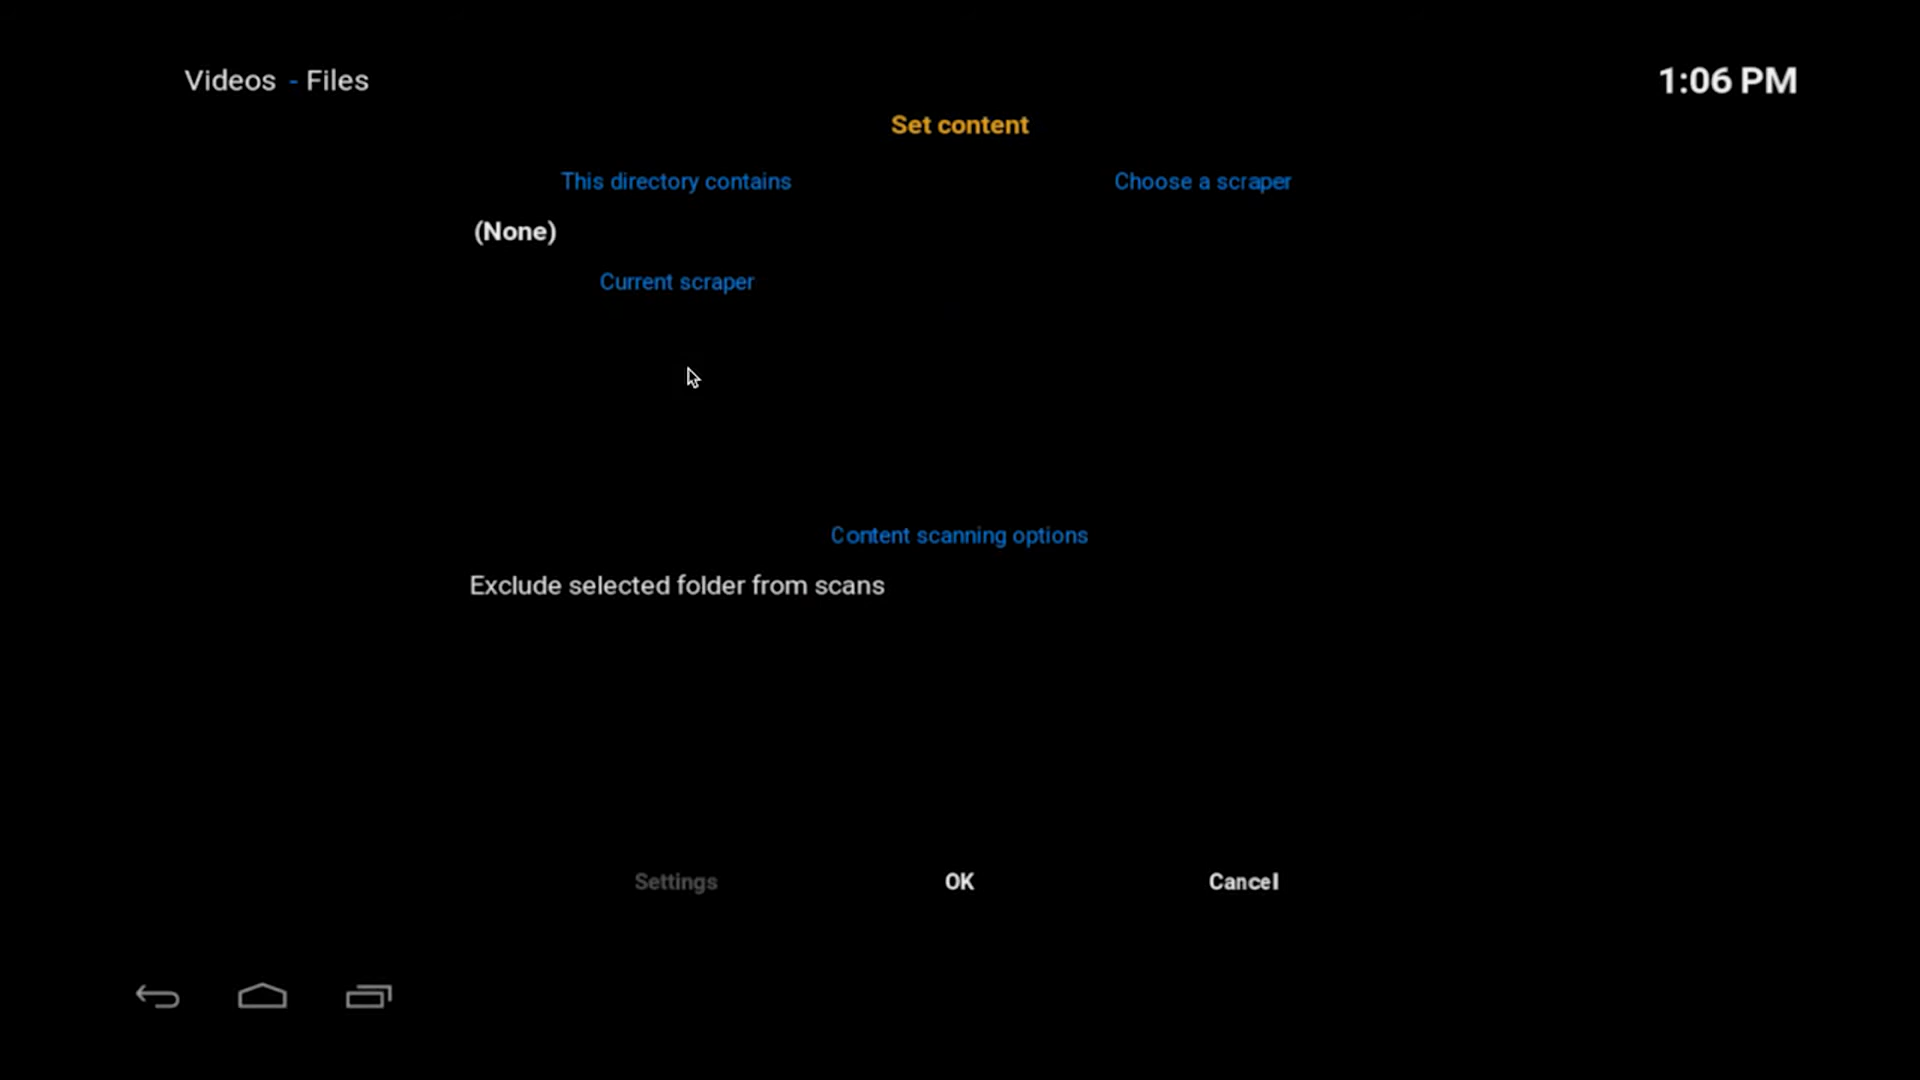 Videos - Files
1:06 PM
Set content
This directory contains
Choose a scraper
(None)
Current scraper
Content scanning options
Exclude selected folder from scans
Settings
OK
Cancel